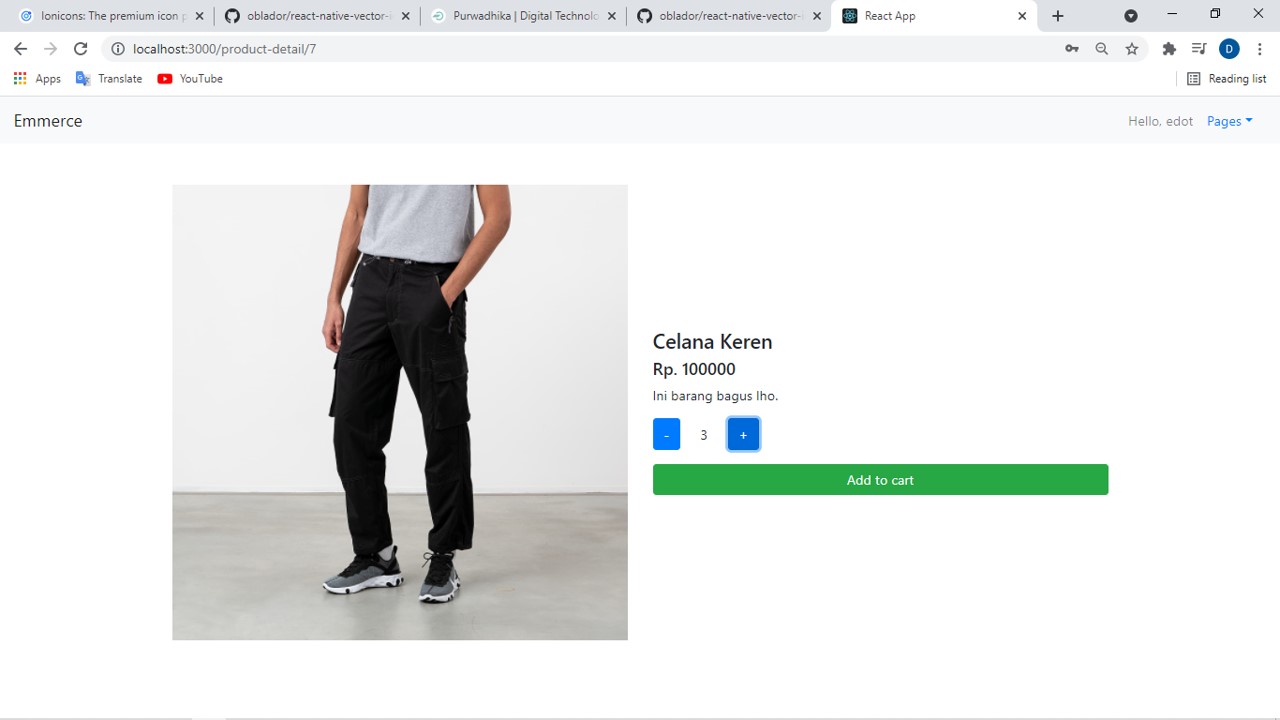 Ionicons: The premium icon p
oblador/react-native-vector-i
Purwadhika | Digital Technolo
oblador/react-native-vector-i
React App
localhost:3000/product-detail/7
D
Apps
Translate
YouTube
Reading list
Emmerce
Hello, edot
Pages
Celana Keren
Rp. 100000
Ini barang bagus lho.
- 3 +
Add to cart